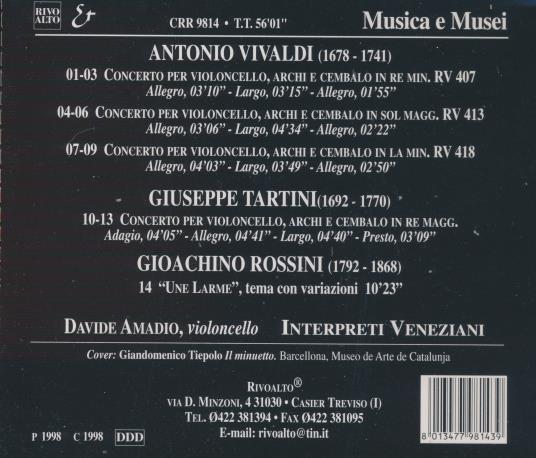 RIVO ALTO Er CRR 9814 • T.T. 56'01" Musica e Musei
ANTONIO VIVALDI (1678 - 1741)
01-03 CONCERTO PER VIOLONCELLO, ARCHI E CEMBALO IN RE MIN. RV 407
Allegro, 03'10" - Largo, 03'15" - Allegro, 01'55"
04-06 CONCERTO PER VIOLONCELLO, ARCHI E CEMBALO IN SOL MAGG. RV 413
Allegro, 03'06" - Largo, 04'34" - Allegro, 02'22"
07-09 CONCERTO PER VIOLONCELLO, ARCHI E CEMBALO IN LA MIN. RV 418
Allegro, 04'03" - Largo, 03'49" - Allegro, 02'50"
GIUSEPPE TARTINI(1692 - 1770)
10-13 CONCERTO PER VIOLONCELLO, ARCHI E CEMBALO IN RE MAGG.
Adagio, 04'05" - Allegro, 04'41" - Largo, 04'40" - Presto, 03'09"
GIOACHINO ROSSINI (1792 - 1868)
14 "UNE LARME", tema con variazioni 10'23"
DAVIDE AMADIO, violoncello INTERPRETI VENEZIANI
Cover: Giandomenico Tiepolo Il minuetto. Barcellona, Museo de Arte de Catalunja
RIVOALTO®
VIA D. MINZONI, 4 31030 • CASIER TREVISO (I)
TEL. Ø422 381394 • FAX Ø422 381095
E-mail: rivoalto@tin.it
P 1998 C 1998 DDD
8 013477 981439